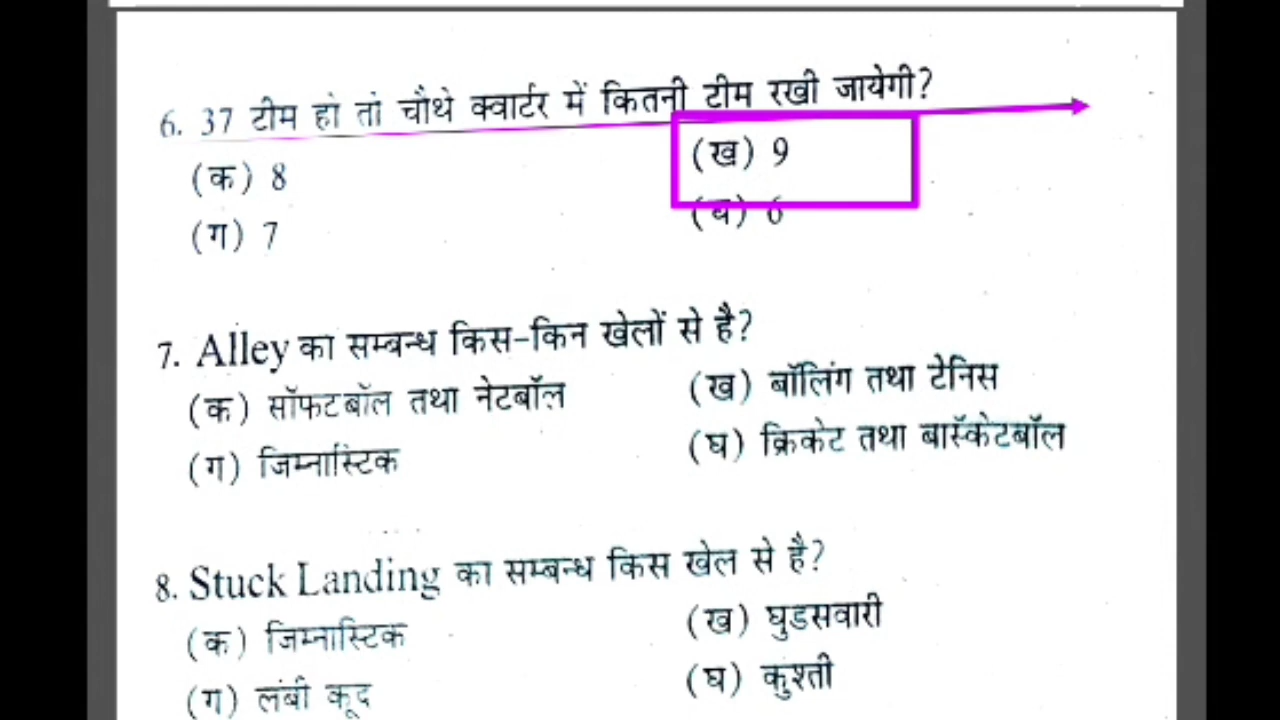 6. 37 टीम हो तो चौथे क्वार्टर में कितनी टीम रखी जायेगी?
(क) 8 (ख) 9
(ग) 7 (घ) 6
7. Alley का सम्बन्ध किस-किन खेलों से है?
(क) सॉफटबॉल तथा नेटबॉल (ख) बॉलिंग तथा टेनिस
(ग) जिम्नास्टिक (घ) क्रिकेट तथा बास्केटबॉल
8. Stuck Landing का सम्बन्ध किस खेल से है?
(क) जिम्नास्टिक (ख) घुडसवारी
(ग) लंबी कूद (घ) कुश्ती